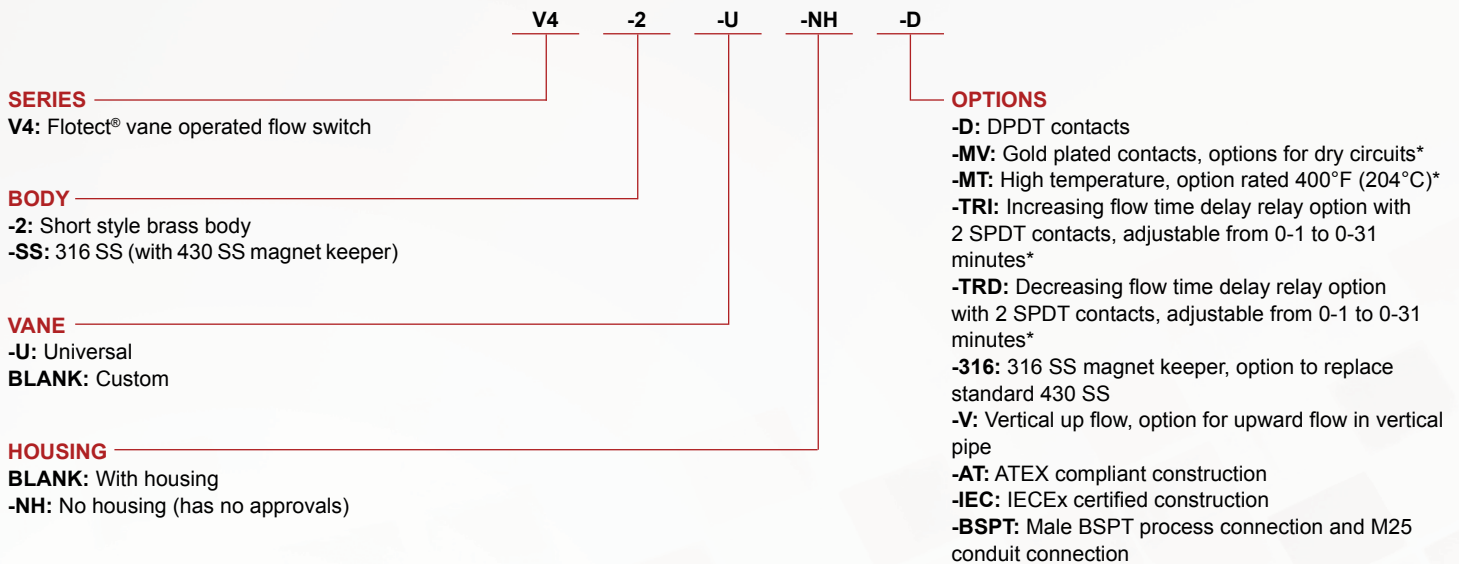 V4 -2 -U -NH -D
SERIES
V4: Flotect® vane operated flow switch
BODY
-2: Short style brass body
-SS: 316 SS (with 430 SS magnet keeper)
VANE
-U: Universal
BLANK: Custom
HOUSING
BLANK: With housing
-NH: No housing (has no approvals)
OPTIONS
-D: DPDT contacts
-MV: Gold plated contacts, options for dry circuits*
-MT: High temperature, option rated 400°F (204°C)*
-TRI: Increasing flow time delay relay option with
2 SPDT contacts, adjustable from 0-1 to 0-31
minutes*
-TRD: Decreasing flow time delay relay option
with 2 SPDT contacts, adjustable from 0-1 to 0-31
minutes*
-316: 316 SS magnet keeper, option to replace
standard 430 SS
-V: Vertical up flow, option for upward flow in vertical
pipe
-AT: ATEX compliant construction
-IEC: IECEx certified construction
-BSPT: Male BSPT process connection and M25
conduit connection